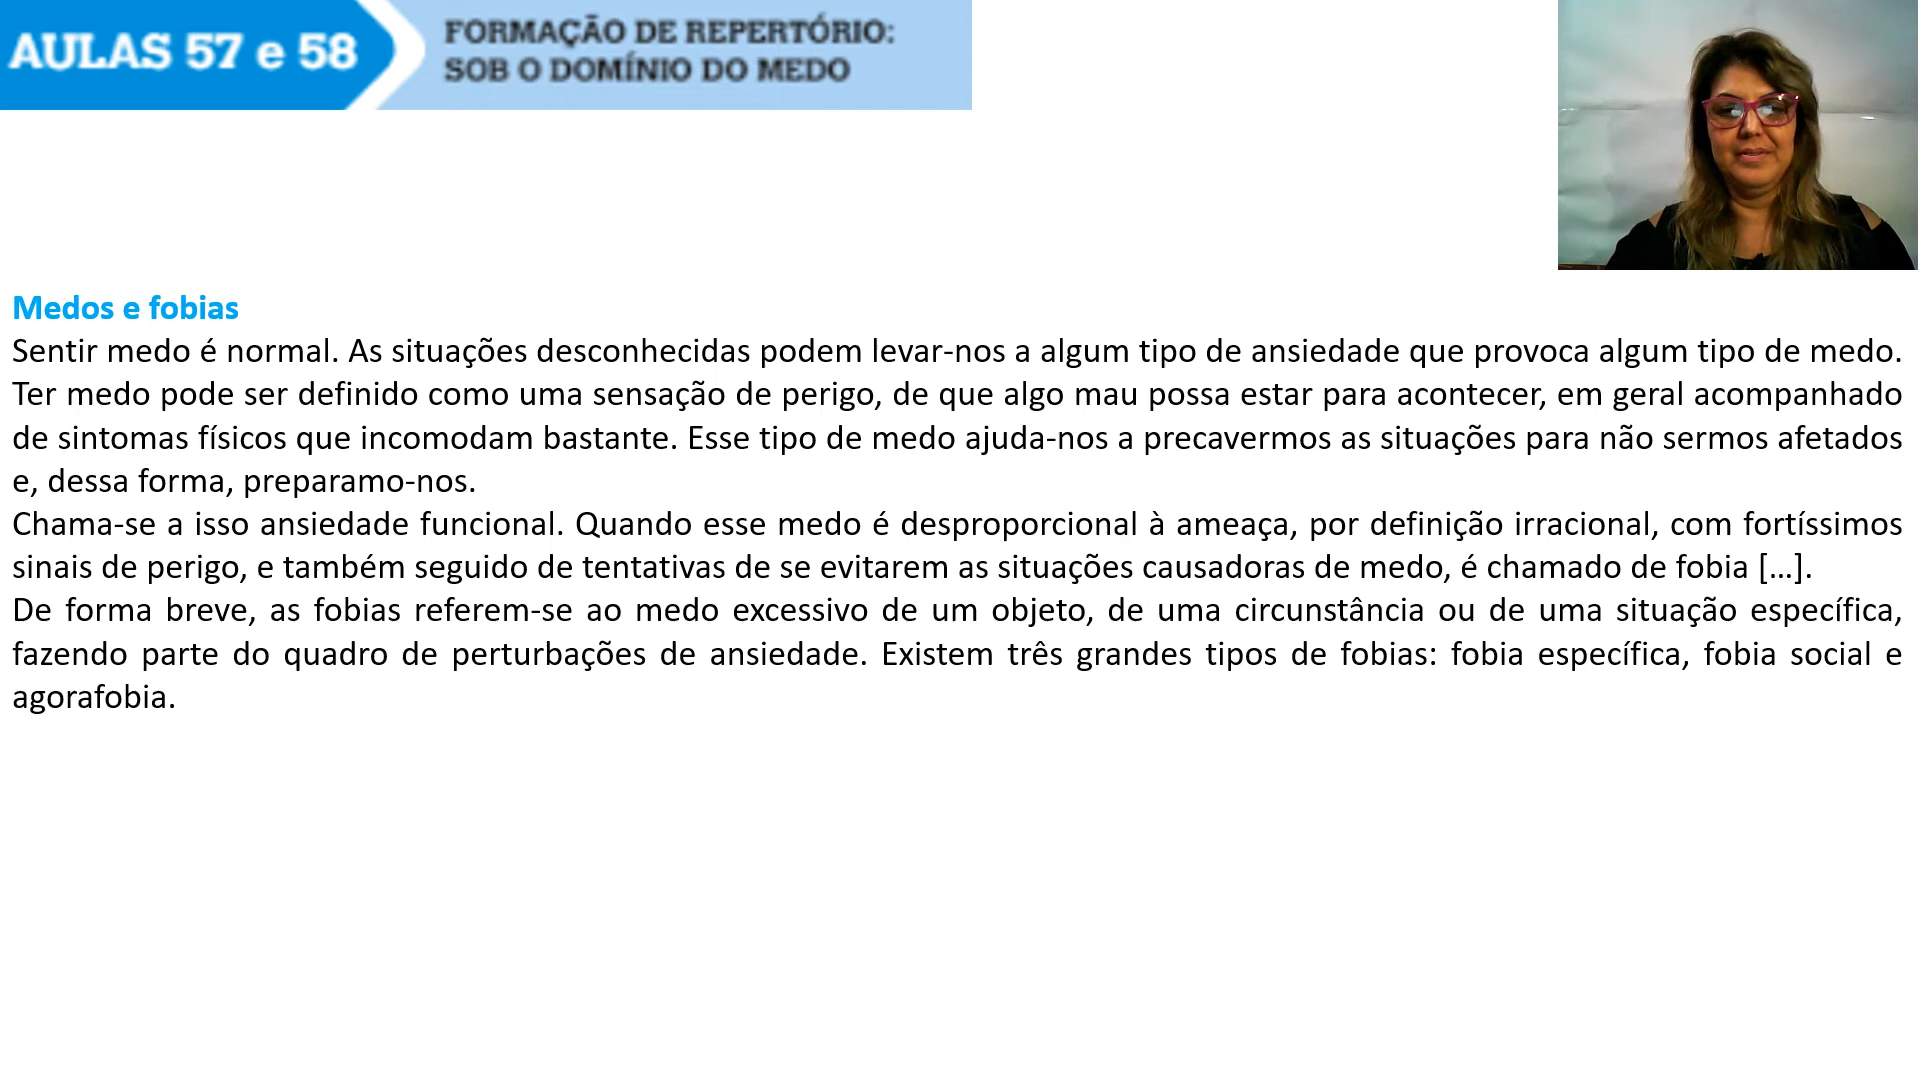 AULAS 57 e 58
FORMAÇÃO DE REPERTÓRIO:
SOB O DOMÍNIO DO MEDO
Medos e fobias
Sentir medo é normal. As situações desconhecidas podem levar-nos a algum tipo de ansiedade que provoca algum tipo de medo.
Ter medo pode ser definido como uma sensação de perigo, de que algo mau possa estar para acontecer, em geral acompanhado
de sintomas físicos que incomodam bastante. Esse tipo de medo ajuda-nos a precavermos as situações para não sermos afetados
e, dessa forma, preparamo-nos.
Chama-se a isso ansiedade funcional. Quando esse medo é desproporcional à ameaça, por definição irracional, com fortíssimos
sinais de perigo, e também seguido de tentativas de se evitarem as situações causadoras de medo, é chamado de fobia [...].
De forma breve, as fobias referem-se ao medo excessivo de um objeto, de uma circunstância ou de uma situação específica,
fazendo parte do quadro de perturbações de ansiedade. Existem três grandes tipos de fobias: fobia específica, fobia social e
agorafobia.